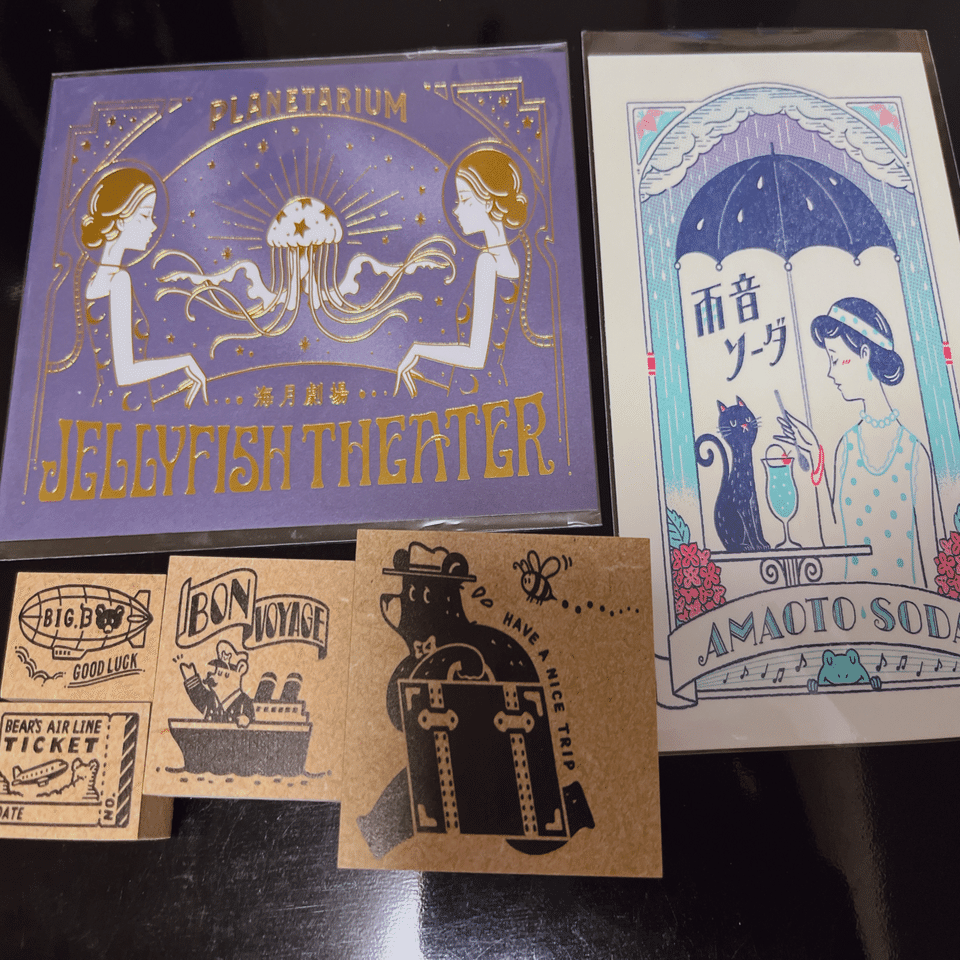 PLANETARIUM
海月劇場
JELLYFISH THEATER
雨音
ソーダ
AMAOTO SODA
BIG.B
GOOD LUCK
BEAR'S AIR LINE
TICKET
DATE
NO.
BON
VOYAGE
HAVE A NICE TRIP